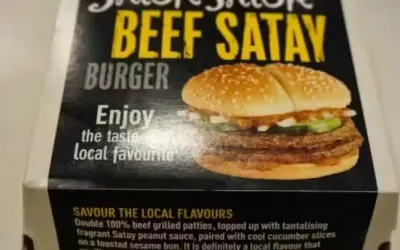 BEEF SATAY
BURGER
Enjoy
the taste of
local favourite
SAVOUR THE LOCAL FLAVOURS
Double 100% beef grilled patties, topped up with tantalising
fragrant Satay peanut sauce, paired with cool cucumber slices
on a toasted sesame bun. It is definitely a local flavour that